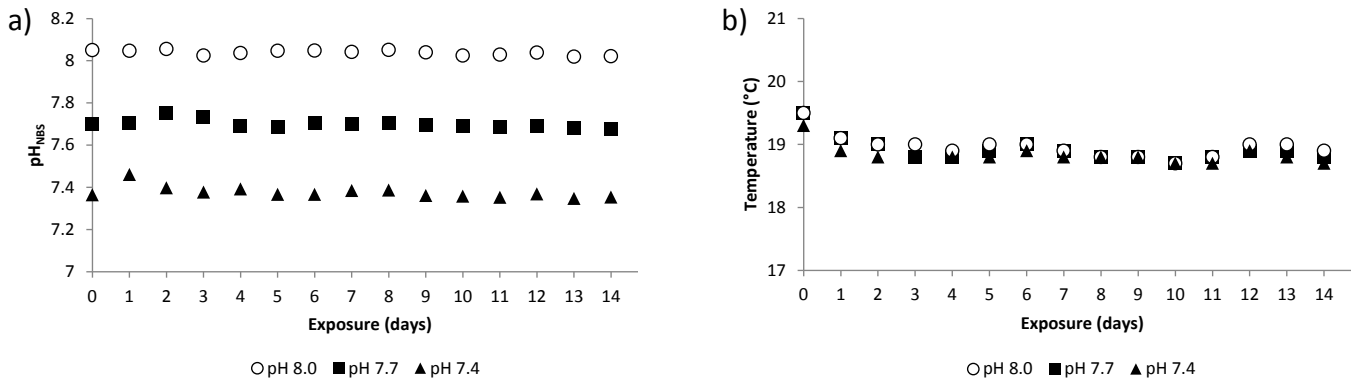 a)
8.2
8
7.8
7.6
7.4
7.2
7
pH_NBS
0 1 2 3 4 5 6 7 8 9 10 11 12 13 14
Exposure (days)
pH 8.0 pH 7.7 pH 7.4
b)
21
20
19
18
17
Temperature (°C)
0 1 2 3 4 5 6 7 8 9 10 11 12 13 14
Exposure (days)
pH 8.0 pH 7.7 pH 7.4